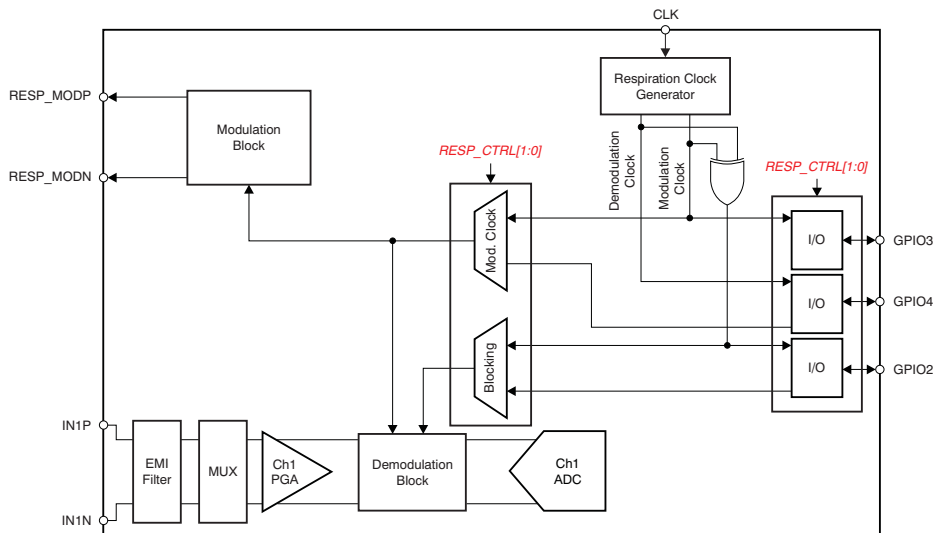 CLK
Respiration Clock
Generator
RESP_MODP
Modulation
Block
RESP_MODN
RESP_CTRL[1:0]
Demodulation
Clock
Modulation
Clock
RESP_CTRL[1:0]
Mod. Clock
I/O
GPIO3
I/O
GPIO4
Blocking
I/O
GPIO2
IN1P
EMI
Filter
MUX
Ch1
PGA
Demodulation
Block
Ch1
ADC
IN1N